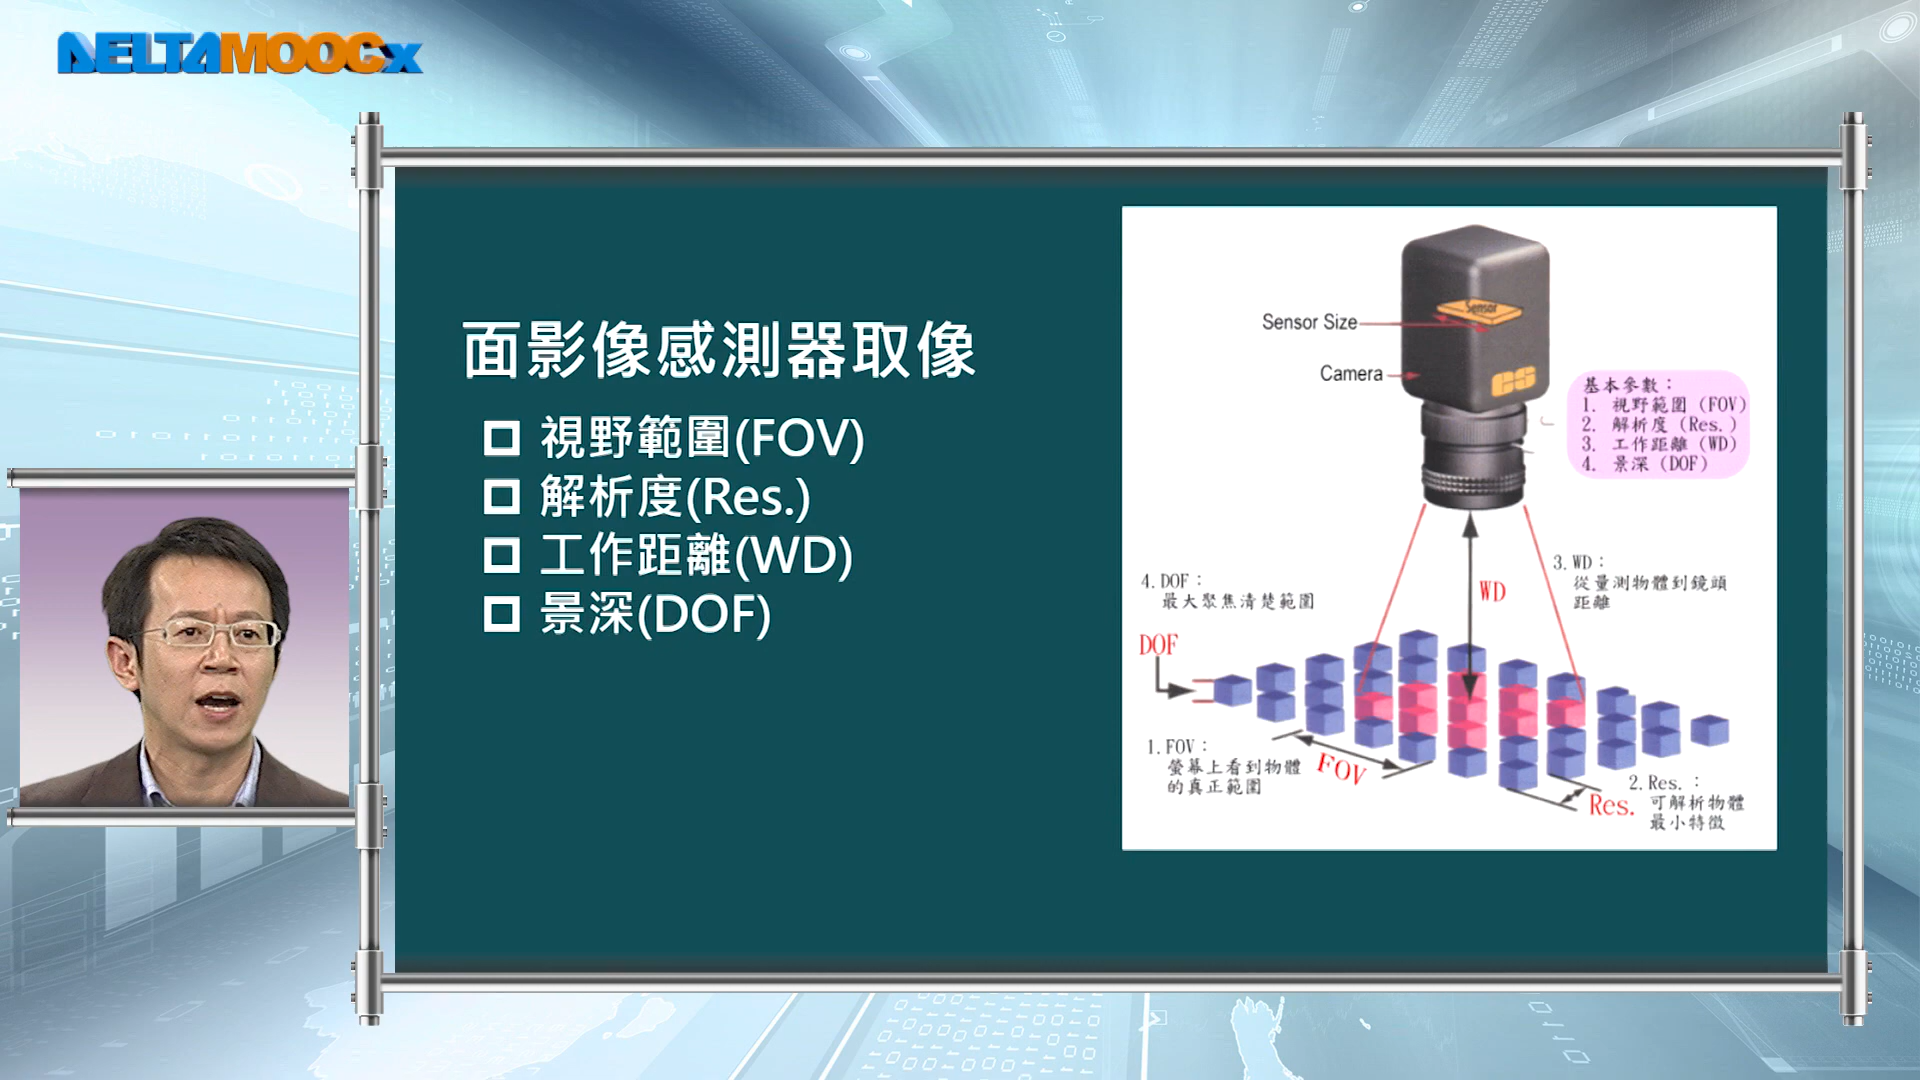 DELTAMOOCx
面影像感測器取像
視野範圍(FOV)
解析度(Res.)
工作距離(WD)
景深(DOF)
Sensor
Sensor Size
Camera
es
基本參數：
1. 視野範圍 (FOV)
2. 解析度 (Res.)
3. 工作距離 (WD)
4. 景深 (DOF)
3.WD：
從量測物體到鏡頭
距離
WD
4.DOF：
最大聚焦清楚範圍
DOF
1.FOV：
螢幕上看到物體
的真正範圍
FOV
2.Res.：
可解析物體
最小特徵
Res.